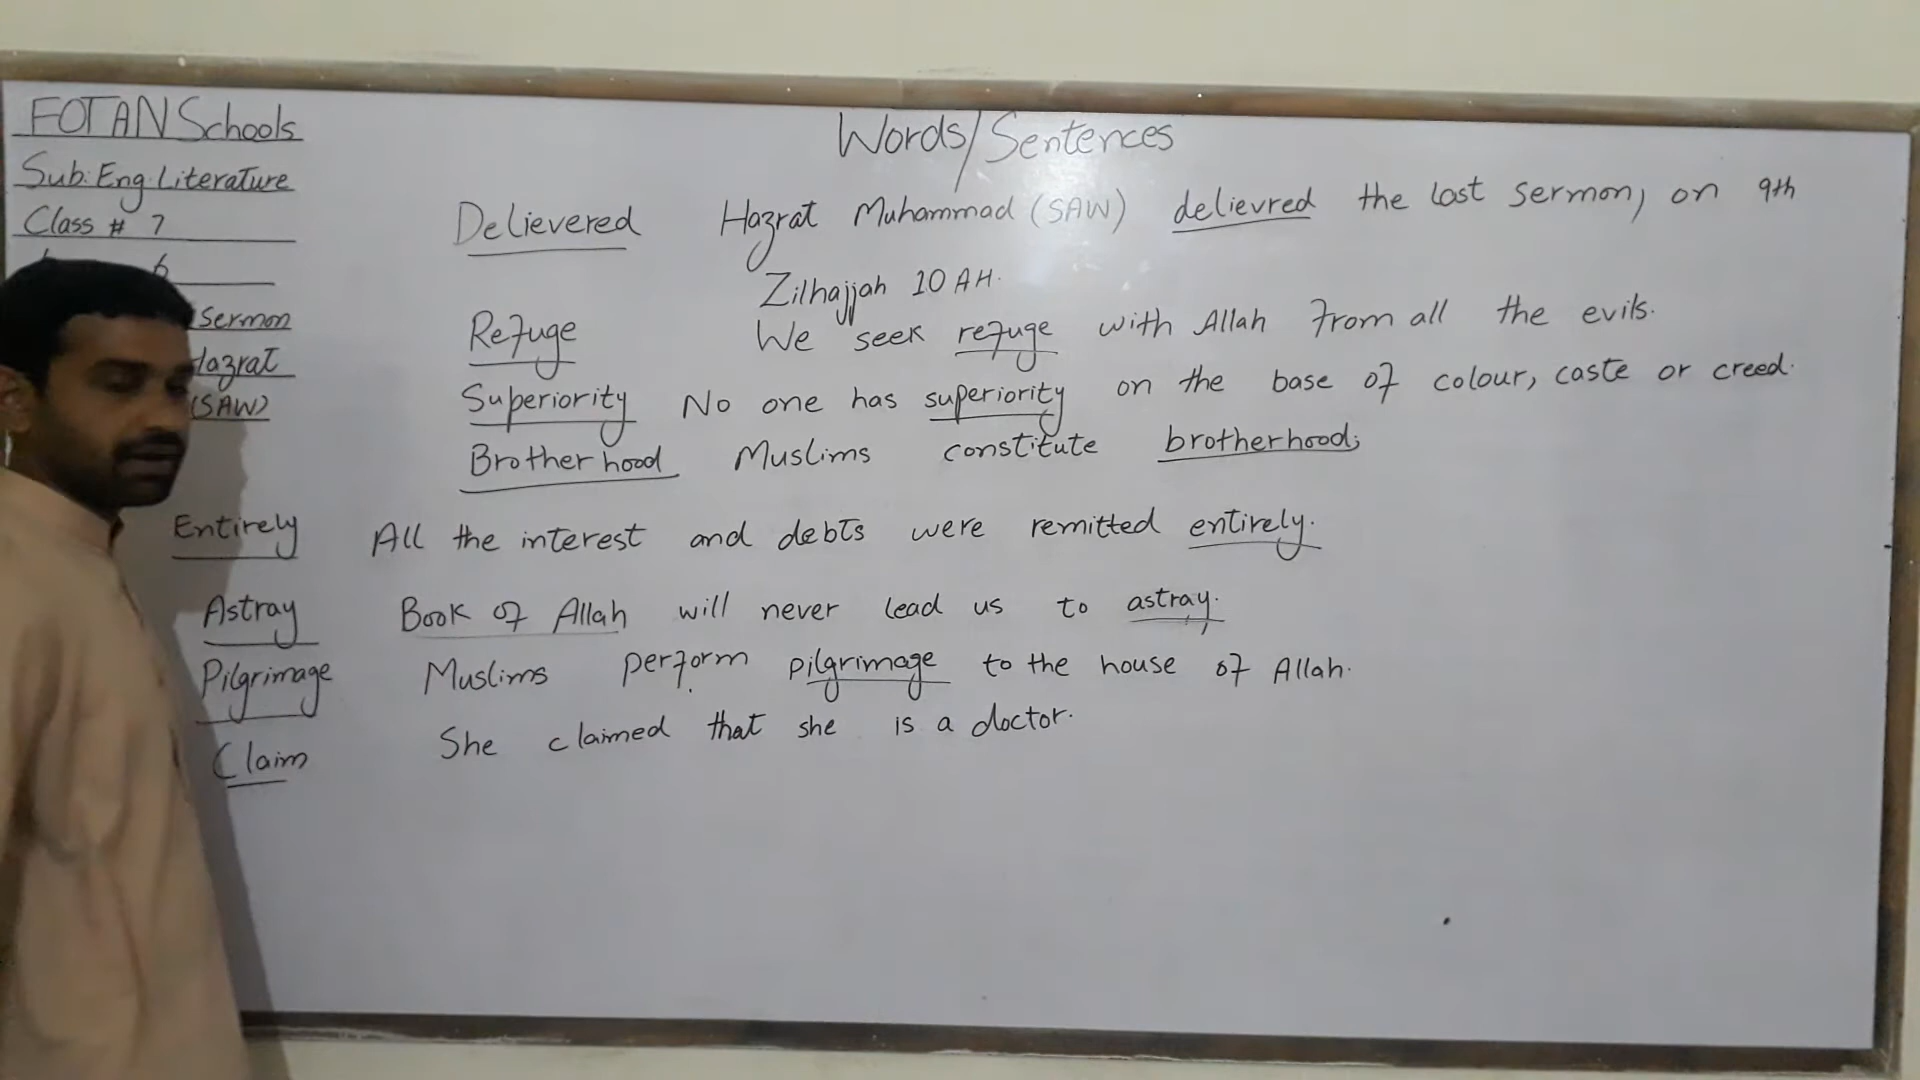 FOTAN Schools
Sub: Eng. Literature
Class # 7
6
Sermon
Hazrat
(SAW)
Words/Sentences
Delievered Hazrat Muhammad (SAW) delievred the last sermon, on 9th
Zilhajjah 10 AH.
Refuge We seek refuge with Allah from all the evils.
Superiority No one has superiority on the base of colour, caste or creed.
Brotherhood Muslims constitute brotherhood;
Entirely All the interest and debts were remitted entirely.
Astray Book of Allah will never lead us to astray.
Pilgrimage Muslims perform pilgrimage to the house of Allah.
Claim She claimed that she is a doctor.